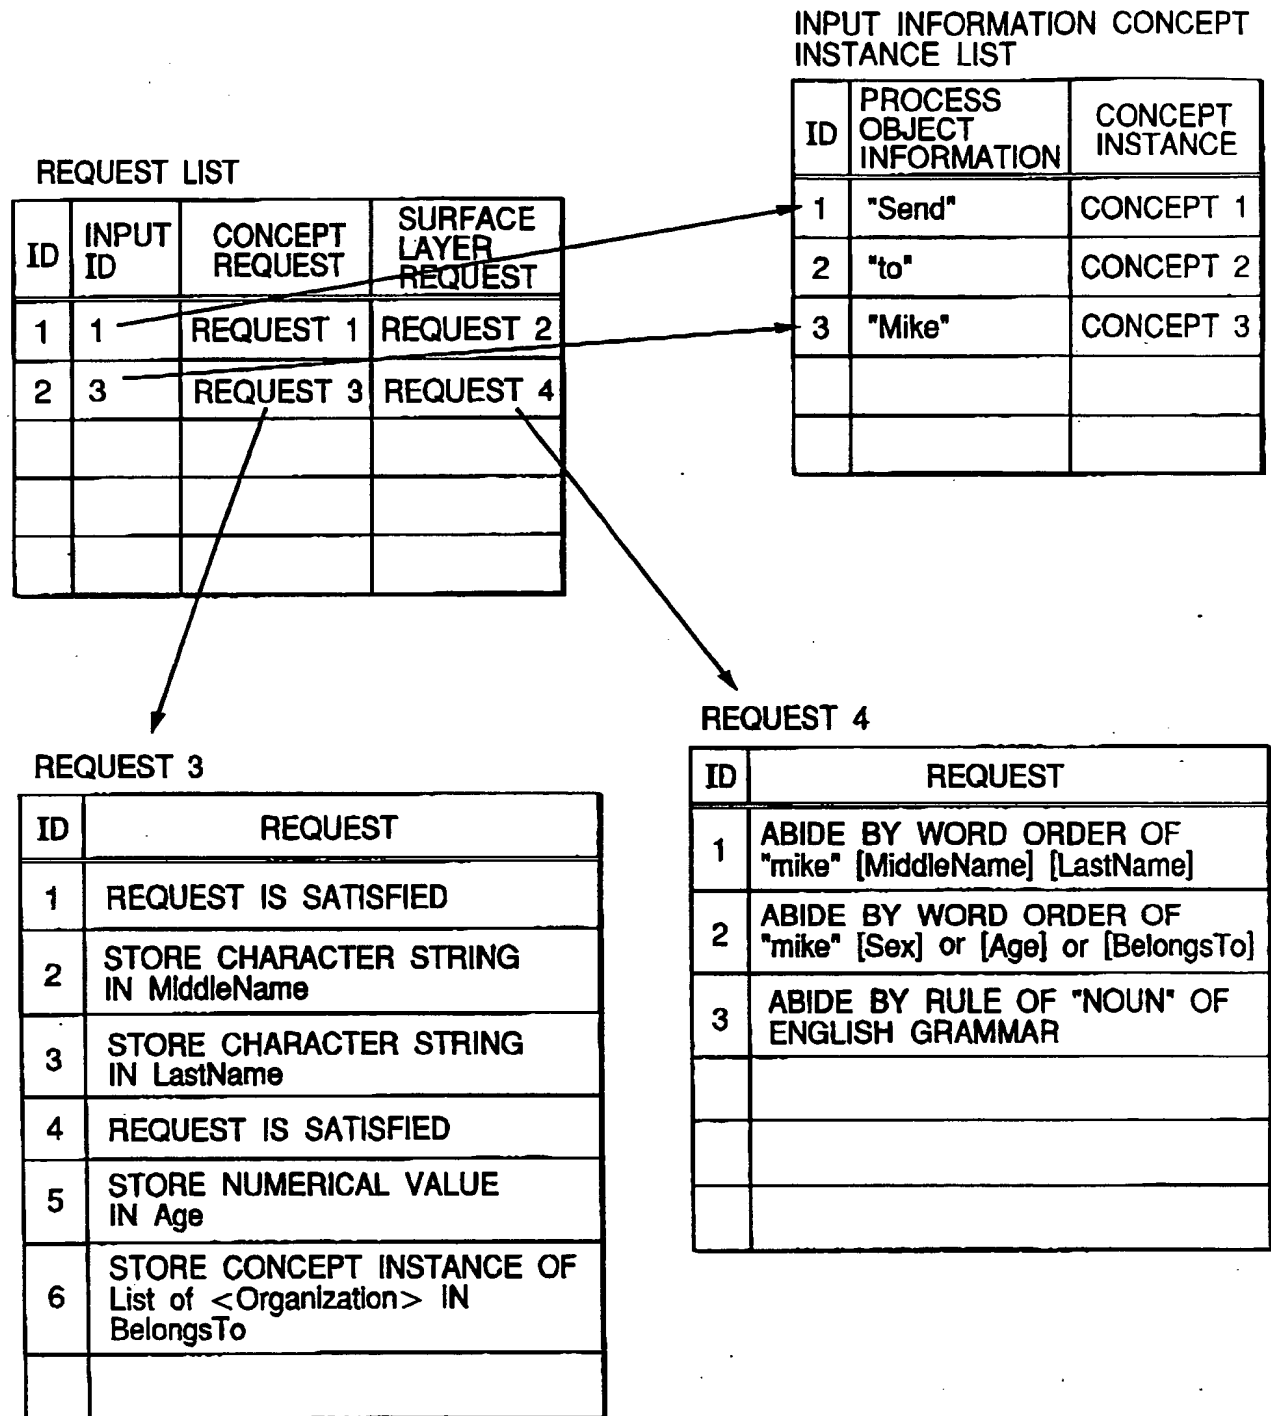 INPUT INFORMATION CONCEPT
INSTANCE LIST
ID
PROCESS
OBJECT
INFORMATION
CONCEPT
INSTANCE
1 "Send" CONCEPT 1
2 "to" CONCEPT 2
3 "Mike" CONCEPT 3
REQUEST LIST
ID
INPUT
ID
CONCEPT
REQUEST
SURFACE
LAYER
REQUEST
1 1 REQUEST 1 REQUEST 2
2 3 REQUEST 3 REQUEST 4
REQUEST 3
ID REQUEST
1 REQUEST IS SATISFIED
2 STORE CHARACTER STRING
IN MiddleName
3 STORE CHARACTER STRING
IN LastName
4 REQUEST IS SATISFIED
5 STORE NUMERICAL VALUE
IN Age
6 STORE CONCEPT INSTANCE OF
List of <Organization> IN
BelongsTo
REQUEST 4
ID REQUEST
1 ABIDE BY WORD ORDER OF
"mike" [MiddleName] [LastName]
2 ABIDE BY WORD ORDER OF
"mike" [Sex] or [Age] or [BelongsTo]
3 ABIDE BY RULE OF "NOUN" OF
ENGLISH GRAMMAR